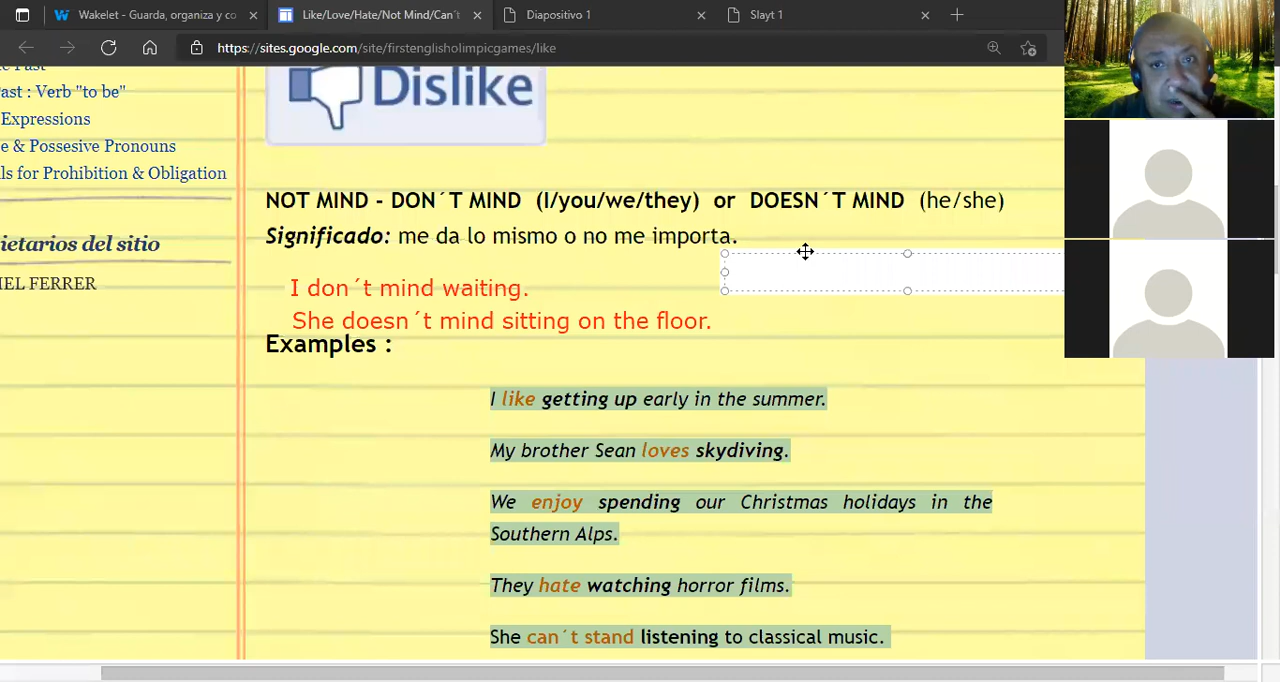 Wakelet - Guarda, organiza y co
Like/Love/Hate/Not Mind/Can´t
Diapositivo 1
Slayt 1
https://sites.google.com/site/firstenglisholimpicgames/like
Past
ast : Verb "to be"
Expressions
e & Possesive Pronouns
ls for Prohibition & Obligation
ietarios del sitio
IEL FERRER
Dislike
NOT MIND - DON´T MIND (I/you/we/they) or DOESN´T MIND (he/she)
Significado: me da lo mismo o no me importa.
I don´t mind waiting.
She doesn´t mind sitting on the floor.
Examples :
I like getting up early in the summer.
My brother Sean loves skydiving.
We enjoy spending our Christmas holidays in the
Southern Alps.
They hate watching horror films.
She can´t stand listening to classical music.